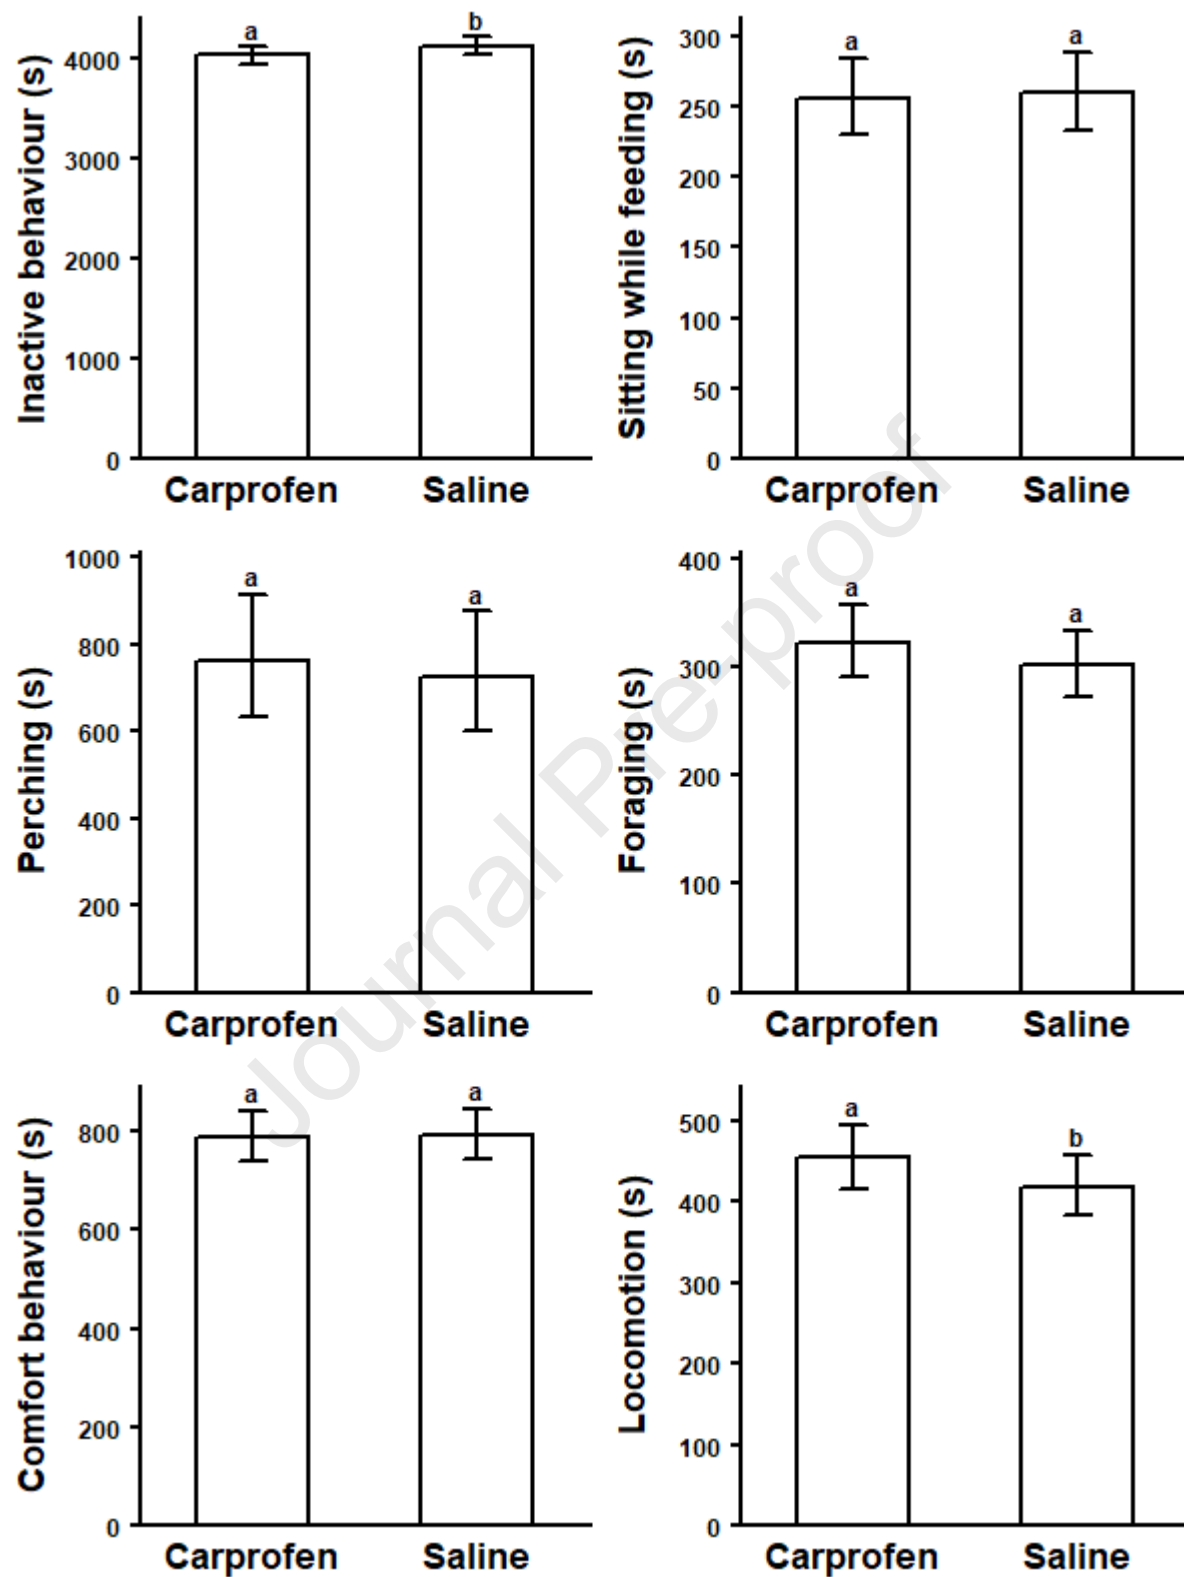 Inactive behaviour (s)
4000
3000
2000
1000
0
a
b
Carprofen Saline
Sitting while feeding (s)
300
250
200
150
100
50
0
a
a
Carprofen Saline
Perching (s)
1000
800
600
400
200
0
a
a
Carprofen Saline
Foraging (s)
400
300
200
100
0
a
a
Carprofen Saline
Comfort behaviour (s)
800
600
400
200
0
a
a
Carprofen Saline
Locomotion (s)
500
400
300
200
100
0
a
b
Carprofen Saline
Journal Pre-proof